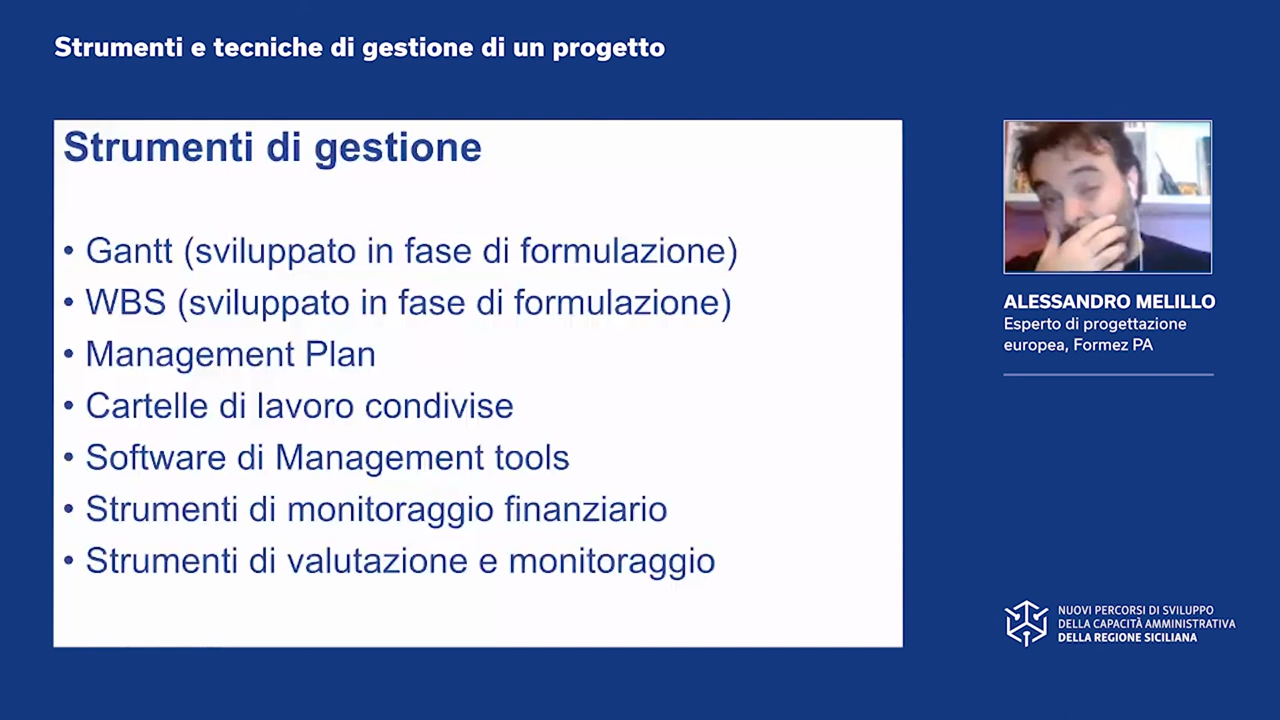 Strumenti e tecniche di gestione di un progetto
Strumenti di gestione
• Gantt (sviluppato in fase di formulazione)
• WBS (sviluppato in fase di formulazione)
• Management Plan
• Cartelle di lavoro condivise
• Software di Management tools
• Strumenti di monitoraggio finanziario
• Strumenti di valutazione e monitoraggio
ALESSANDRO MELILLO
Esperto di progettazione
europea, Formez PA
NUOVI PERCORSI DI SVILUPPO
DELLA CAPACITÀ AMMINISTRATIVA
DELLA REGIONE SICILIANA